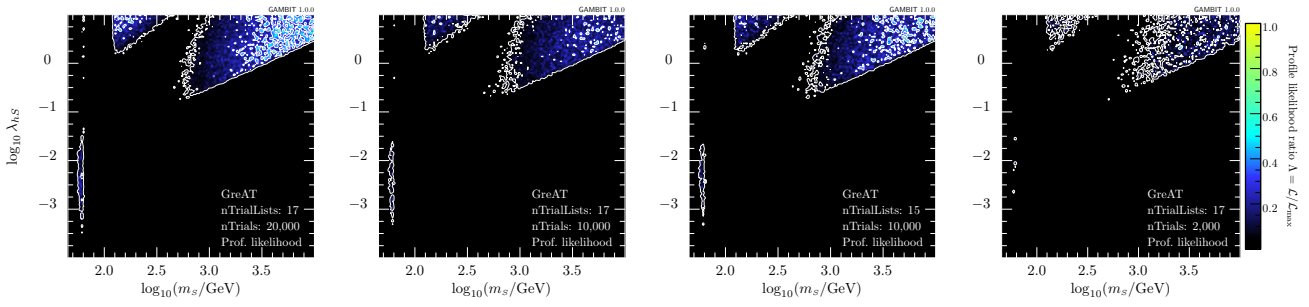 GAMBIT 1.0.0
GAMBIT 1.0.0
GAMBIT 1.0.0
GAMBIT 1.0.0
log₁₀ λ_hS
0
−1
−2
−3
GreAT
nTrialLists: 17
nTrials: 20,000
Prof. likelihood
2.0 2.5 3.0 3.5
log₁₀(m_S/GeV)
0
−1
−2
−3
GreAT
nTrialLists: 17
nTrials: 10,000
Prof. likelihood
2.0 2.5 3.0 3.5
log₁₀(m_S/GeV)
0
−1
−2
−3
GreAT
nTrialLists: 15
nTrials: 10,000
Prof. likelihood
2.0 2.5 3.0 3.5
log₁₀(m_S/GeV)
0
−1
−2
−3
GreAT
nTrialLists: 17
nTrials: 2,000
Prof. likelihood
2.0 2.5 3.0 3.5
log₁₀(m_S/GeV)
1.0
0.8
0.6
0.4
0.2
Profile likelihood ratio Λ = ℒ/ℒ_max